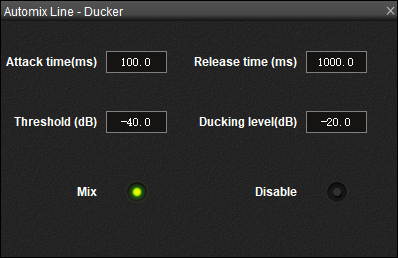 Automix Line - Ducker
Attack time(ms) 100.0 Release time (ms) 1000.0
Threshold (dB) -40.0 Ducking level(dB) -20.0
Mix Disable